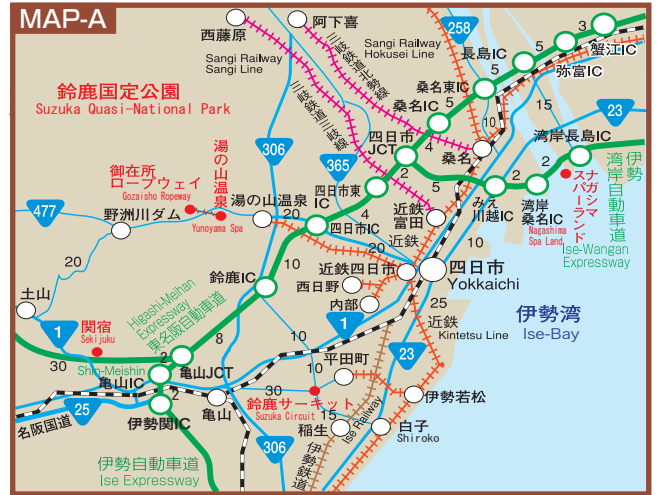 MAP-A
西藤原
阿下喜
258
Sangi Railway
Hokusei Line
三岐鉄道北勢線
長島IC
5
5
3
蟹江IC
弥富IC
Sangi Railway
Sangi Line
三岐鉄道三岐線
桑名東IC
5
桑名IC
10
15
23
鈴鹿国定公園
Suzuka Quasi-National Park
306
365
四日市
JCT
4
桑名
湾岸長島IC
御在所
ロープウェイ
Gozaisho Ropeway
湯の山温泉
Yunoyama Spa
湯の山温泉
四日市東
IC
4
5
近鉄
富田
2
みえ
川越IC
2
湾岸
桑名IC
ナガシマ
スパーランド
Nagashima
Spa Land
伊勢
湾岸自動車道
Ise-Wangan
Expressway
477
野洲川ダム
20
20
四日市IC
20
近鉄
10
10
鈴鹿IC
近鉄四日市
西日野
内部
四日市
Yokkaichi
土山
1
関宿
Sekijuku
30
Higashi-Meihan
Expressway
東名阪自動車道
8
10
10
1
25
近鉄
Kintetsu Line
伊勢湾
Ise-Bay
23
2
Shin-Meishin
亀山JCT
亀山IC
2
平田町
30
鈴鹿サーキット
Suzuka Circuit
伊勢若松
名阪国道
25
伊勢関IC
亀山
306
15
稲生
Ise Railway
伊勢鉄道
白子
Shiroko
伊勢自動車道
Ise Expressway